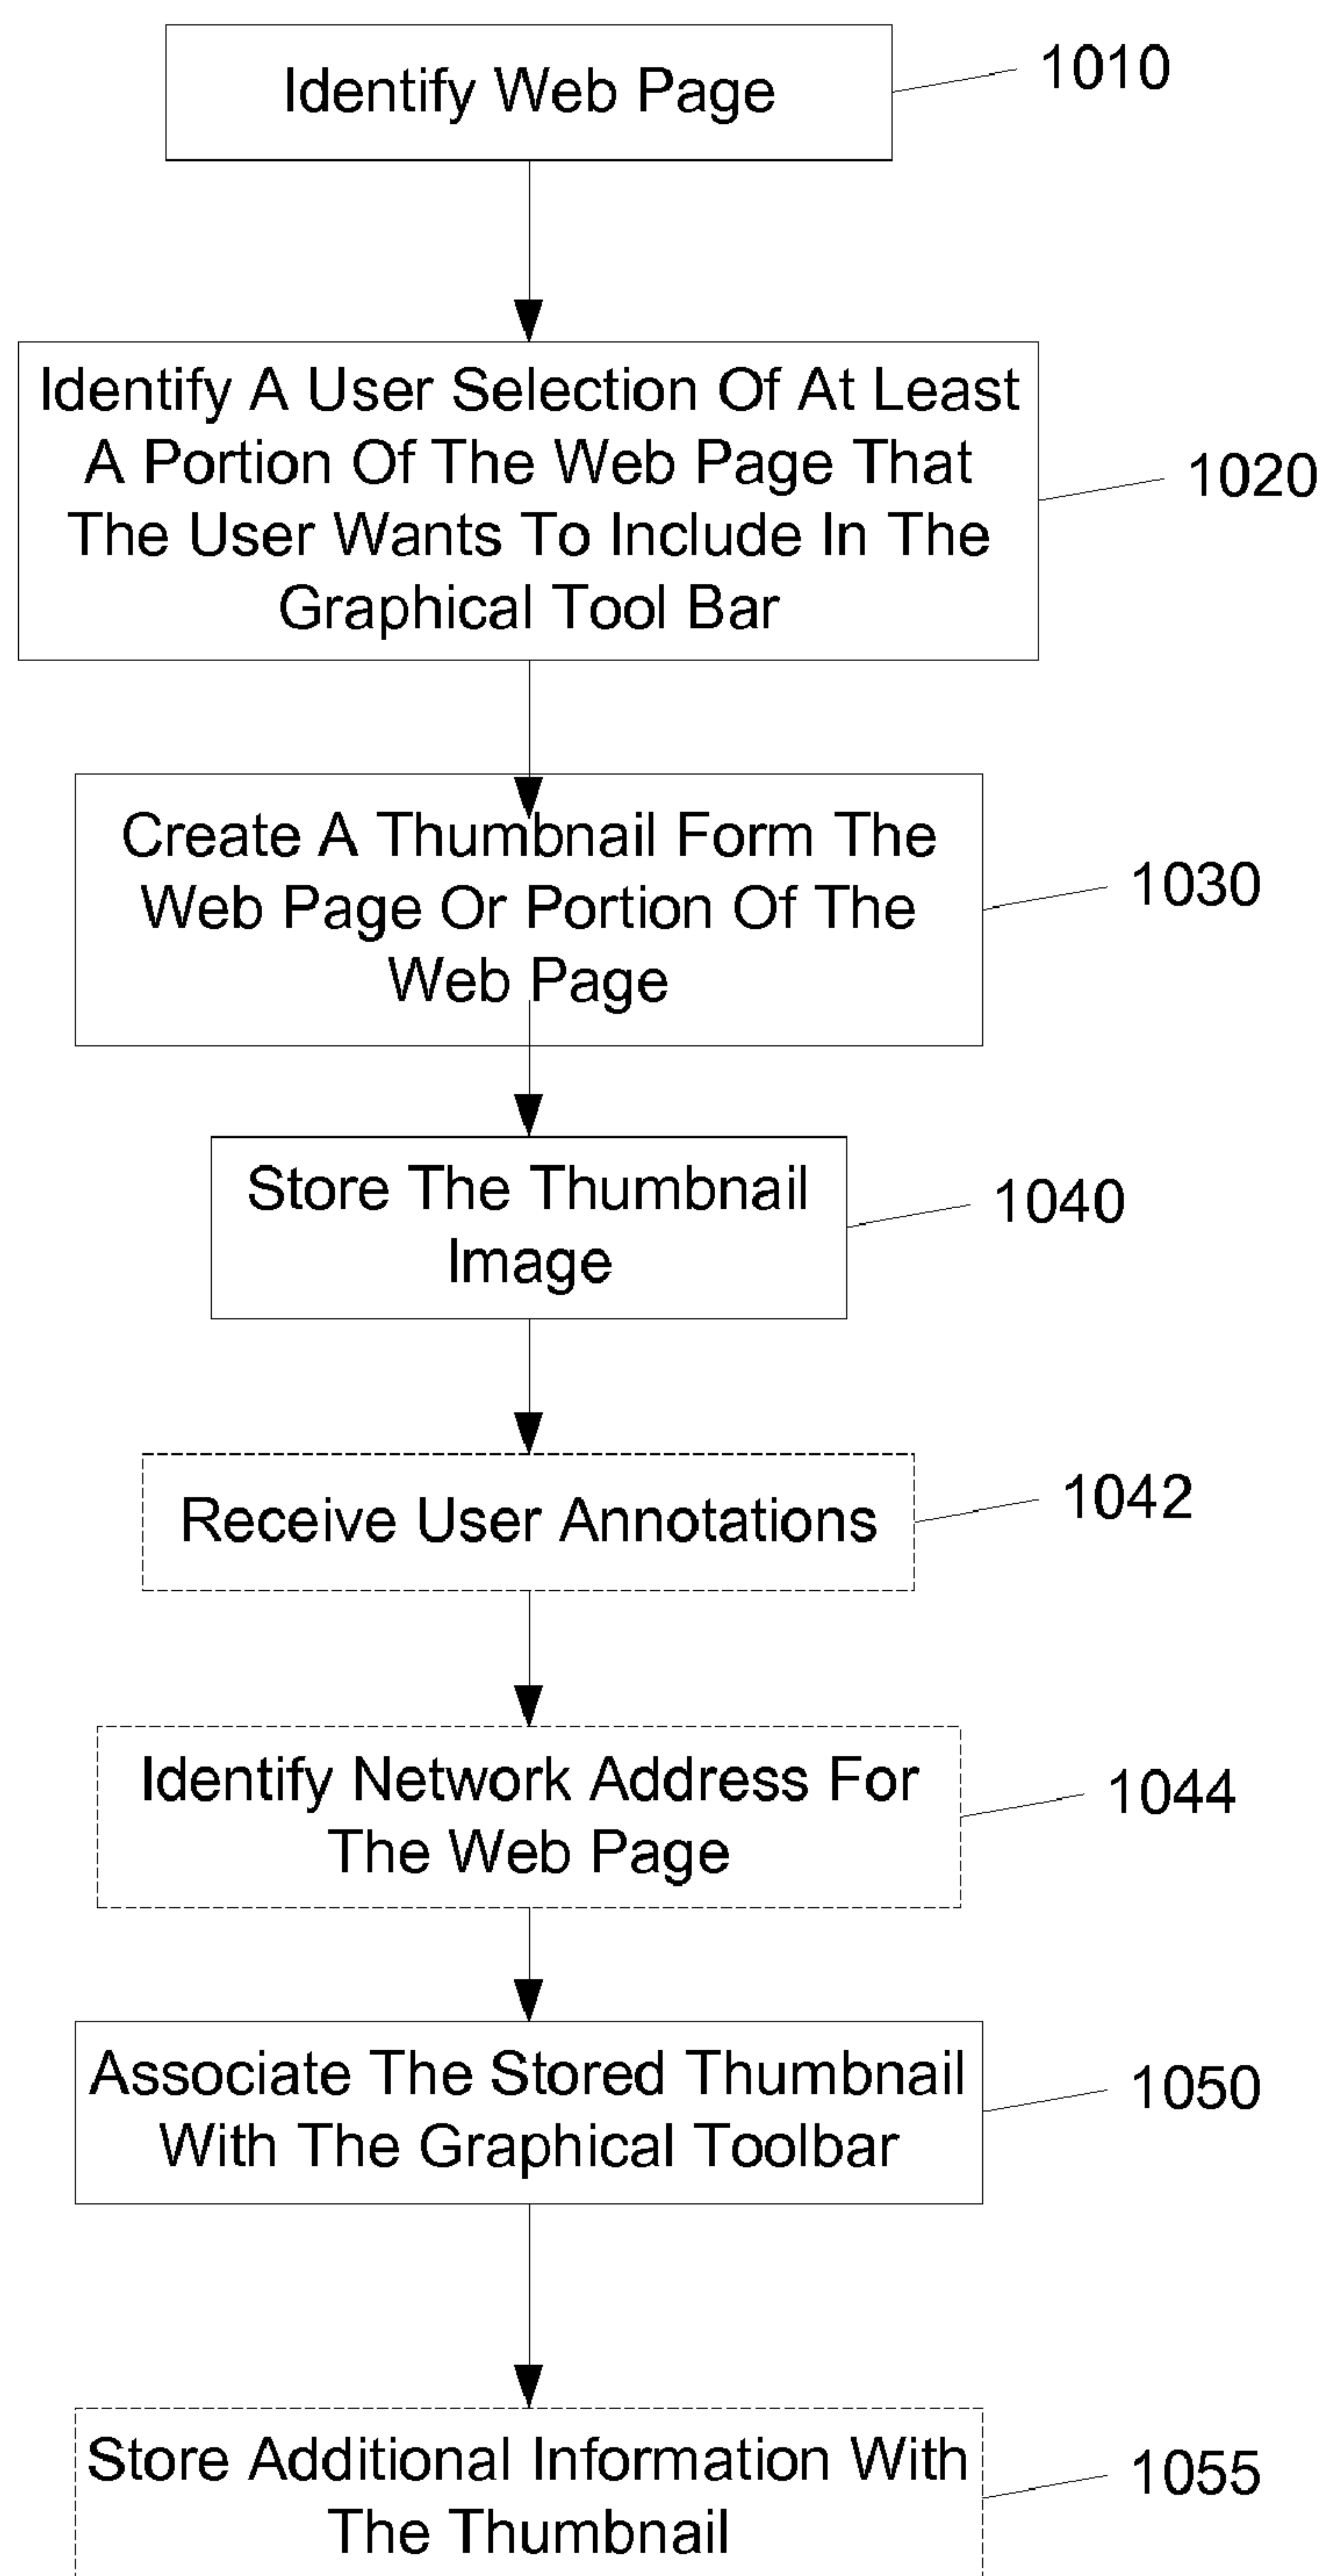 Identify Web Page
1010
Identify A User Selection Of At Least
A Portion Of The Web Page That
The User Wants To Include In The
Graphical Tool Bar
1020
Create A Thumbnail Form The
Web Page Or Portion Of The
Web Page
1030
Store The Thumbnail
Image
1040
Receive User Annotations
1042
Identify Network Address For
The Web Page
1044
Associate The Stored Thumbnail
With The Graphical Toolbar
1050
Store Additional Information With
The Thumbnail
1055